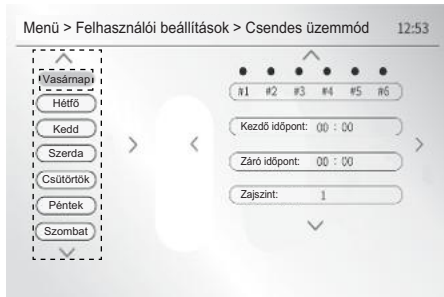 Menü > Felhasználói beállítások > Csendes üzemmód 12:53
Vasárnap
Hétfő
Kedd
Szerda
Csütörtök
Péntek
Szombat
#1 #2 #3 #4 #5 #6
Kezdő időpont: 00 : 00
Záró időpont: 00 : 00
Zajszint: 1